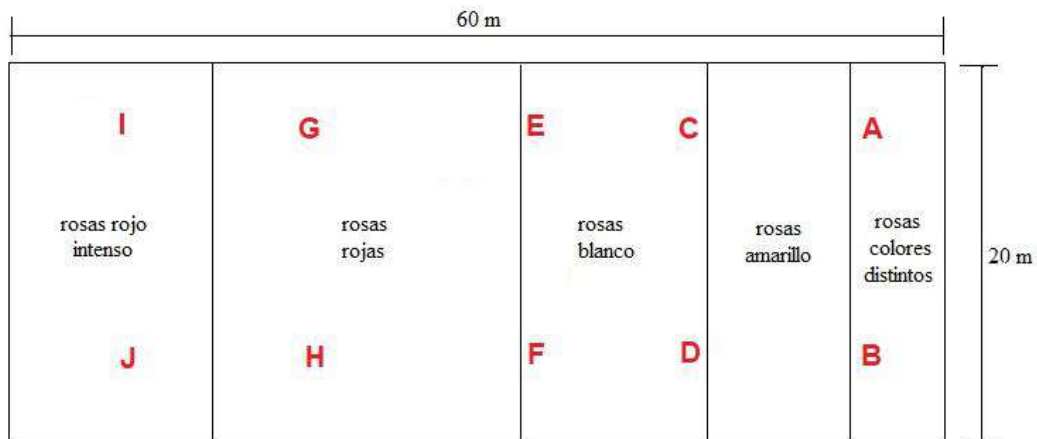 60 m
I
G
E
C
A
rosas rojo
intenso
rosas
rojas
rosas
blanco
rosas
amarillo
rosas
colores
distintos
20 m
J
H
F
D
B